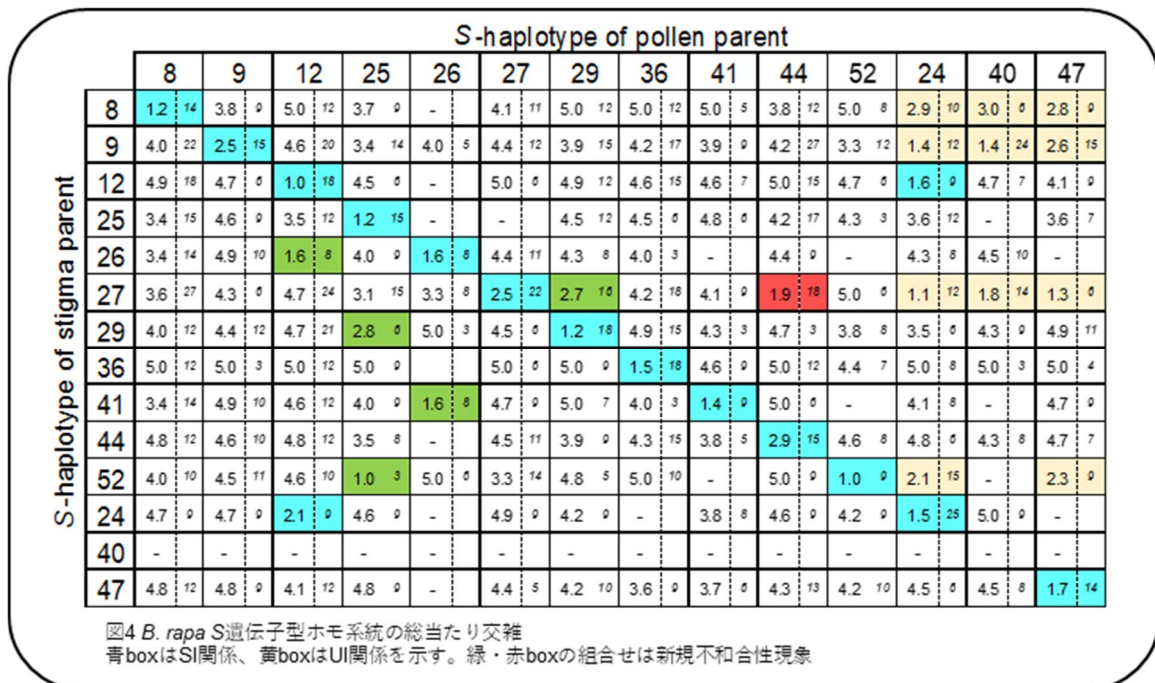 S-haplotype of pollen parent
8 9 12 25 26 27 29 36 41 44 52 24 40 47
S-haplotype of stigma parent
8 1.2 14 3.8 9 5.0 12 3.7 9 - 4.1 11 5.0 12 5.0 12 5.0 5 3.8 12 5.0 8 2.9 10 3.0 6 2.8 9
9 4.0 22 2.5 15 4.6 20 3.4 14 4.0 5 4.4 12 3.9 15 4.2 17 3.9 9 4.2 27 3.3 12 1.4 12 1.4 24 2.6 15
12 4.9 18 4.7 6 1.0 18 4.5 6 - 5.0 6 4.9 12 4.6 15 4.6 7 5.0 15 4.7 6 1.6 9 4.7 7 4.1 9
25 3.4 15 4.6 9 3.5 12 1.2 15 - - 4.5 12 4.5 6 4.8 6 4.2 17 4.3 3 3.6 12 - 3.6 7
26 3.4 14 4.9 10 1.6 8 4.0 9 1.6 8 4.4 11 4.3 8 4.0 3 - 4.4 9 - 4.3 8 4.5 10 -
27 3.6 27 4.3 6 4.7 24 3.1 15 3.3 8 2.5 22 2.7 16 4.2 18 4.1 9 1.9 18 5.0 6 1.1 12 1.8 14 1.3 6
29 4.0 12 4.4 12 4.7 21 2.8 6 5.0 3 4.5 6 1.2 18 4.9 15 4.3 3 4.7 3 3.8 8 3.5 6 4.3 9 4.9 11
36 5.0 12 5.0 3 5.0 12 5.0 9 5.0 6 5.0 9 1.5 18 4.6 9 5.0 12 4.4 7 5.0 8 5.0 3 5.0 4
41 3.4 14 4.9 10 4.6 12 4.0 9 1.6 8 4.7 9 5.0 7 4.0 3 1.4 9 5.0 6 - 4.1 8 - 4.7 9
44 4.8 12 4.6 10 4.8 12 3.5 8 - 4.5 11 3.9 9 4.3 15 3.8 5 2.9 15 4.6 8 4.8 6 4.3 8 4.7 7
52 4.0 10 4.5 11 4.6 10 1.0 3 5.0 6 3.3 14 4.8 5 5.0 10 - 5.0 9 1.0 9 2.1 15 - 2.3 9
24 4.7 9 4.7 9 2.1 9 4.6 9 - 4.9 9 4.2 9 - 3.8 8 4.6 9 4.2 9 1.5 25 5.0 9 -
40 - - - - - - - - - - - - - -
47 4.8 12 4.8 9 4.1 12 4.8 9 - 4.4 5 4.2 10 3.6 9 3.7 6 4.3 13 4.2 10 4.5 6 4.5 8 1.7 14
図4 B. rapa S遺伝子型ホモ系統の総当たり交雑
青boxはSI関係、黄boxはUI関係を示す。緑・赤boxの組合せは新規不和合性現象